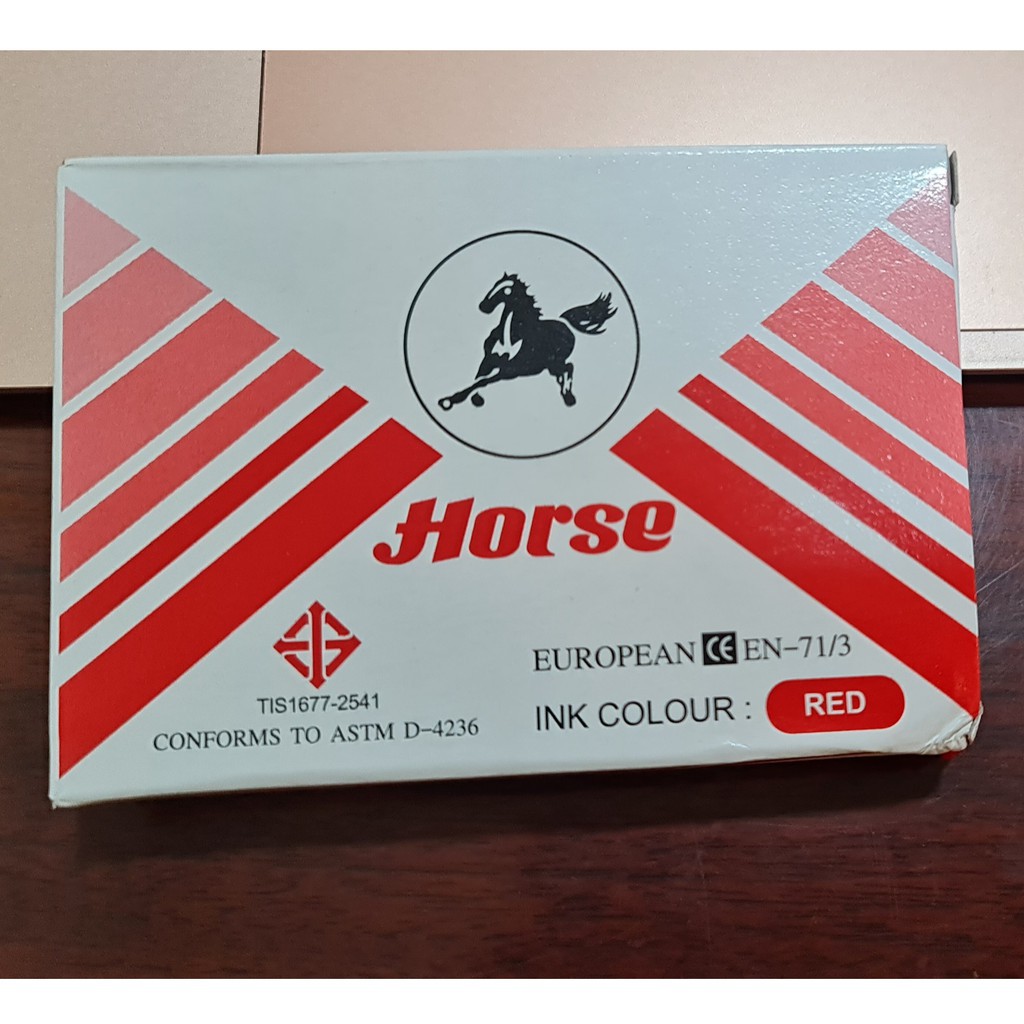 Horse
TIS1677-2541
CONFORMS TO ASTM D-4236
EUROPEAN CE EN-71/3
INK COLOUR : RED